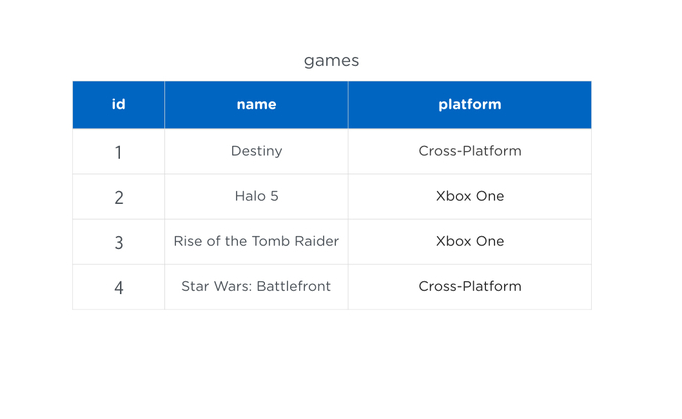 games
id name platform
1 Destiny Cross-Platform
2 Halo 5 Xbox One
3 Rise of the Tomb Raider Xbox One
4 Star Wars: Battlefront Cross-Platform